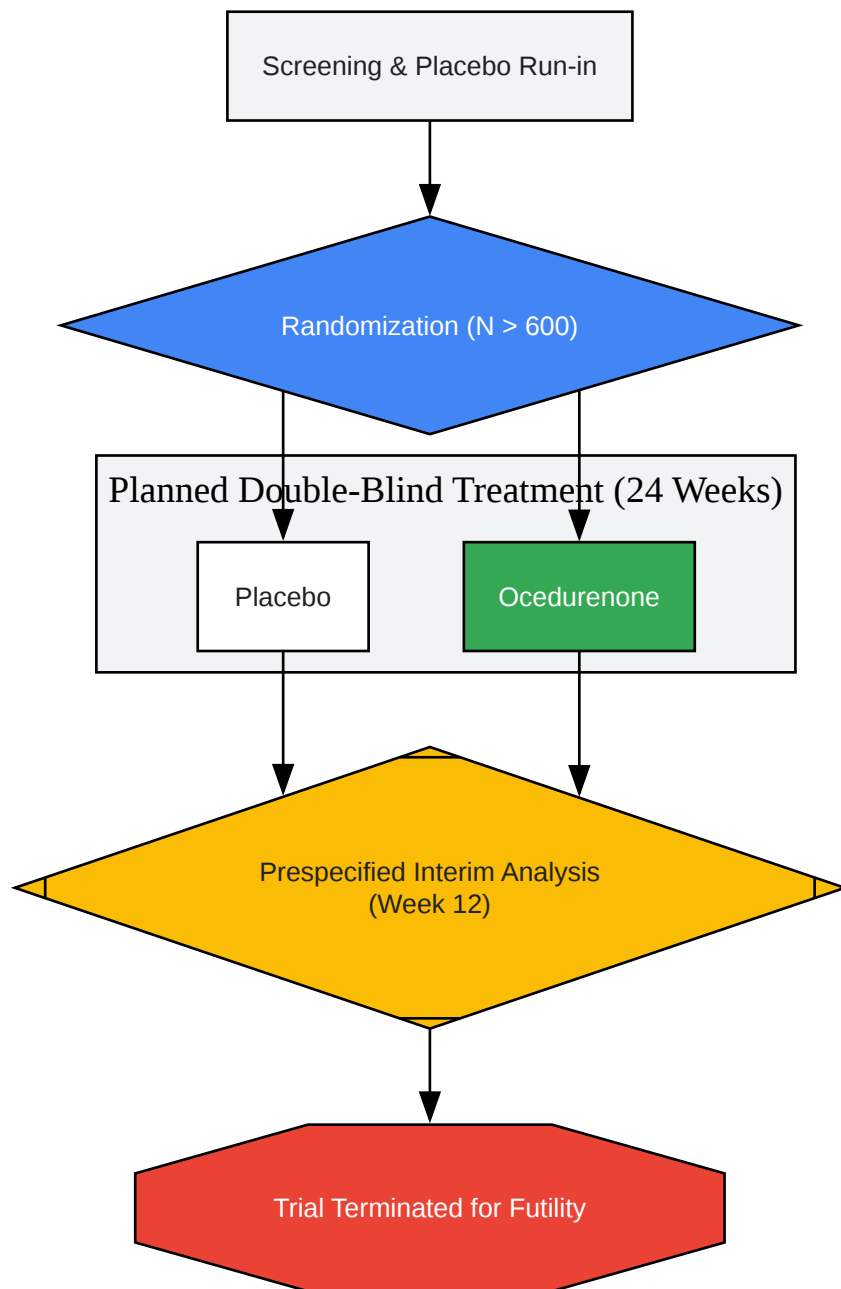 Screening & Placebo Run-in
Randomization (N > 600)
Planned Double-Blind Treatment (24 Weeks)
Placebo
Ocedurenone
Prespecified Interim Analysis
(Week 12)
Trial Terminated for Futility